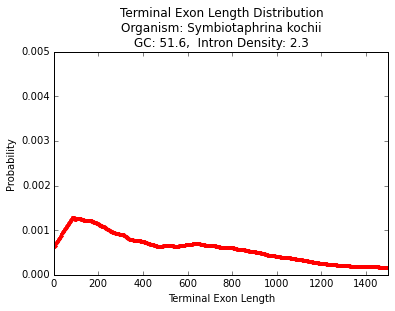 Terminal Exon Length Distribution
Organism: Symbiotaphrina kochii
GC: 51.6,  Intron Density: 2.3
0.005
0.004
0.003
0.002
0.001
0.000
Probability
0 200 400 600 800 1000 1200 1400
Terminal Exon Length